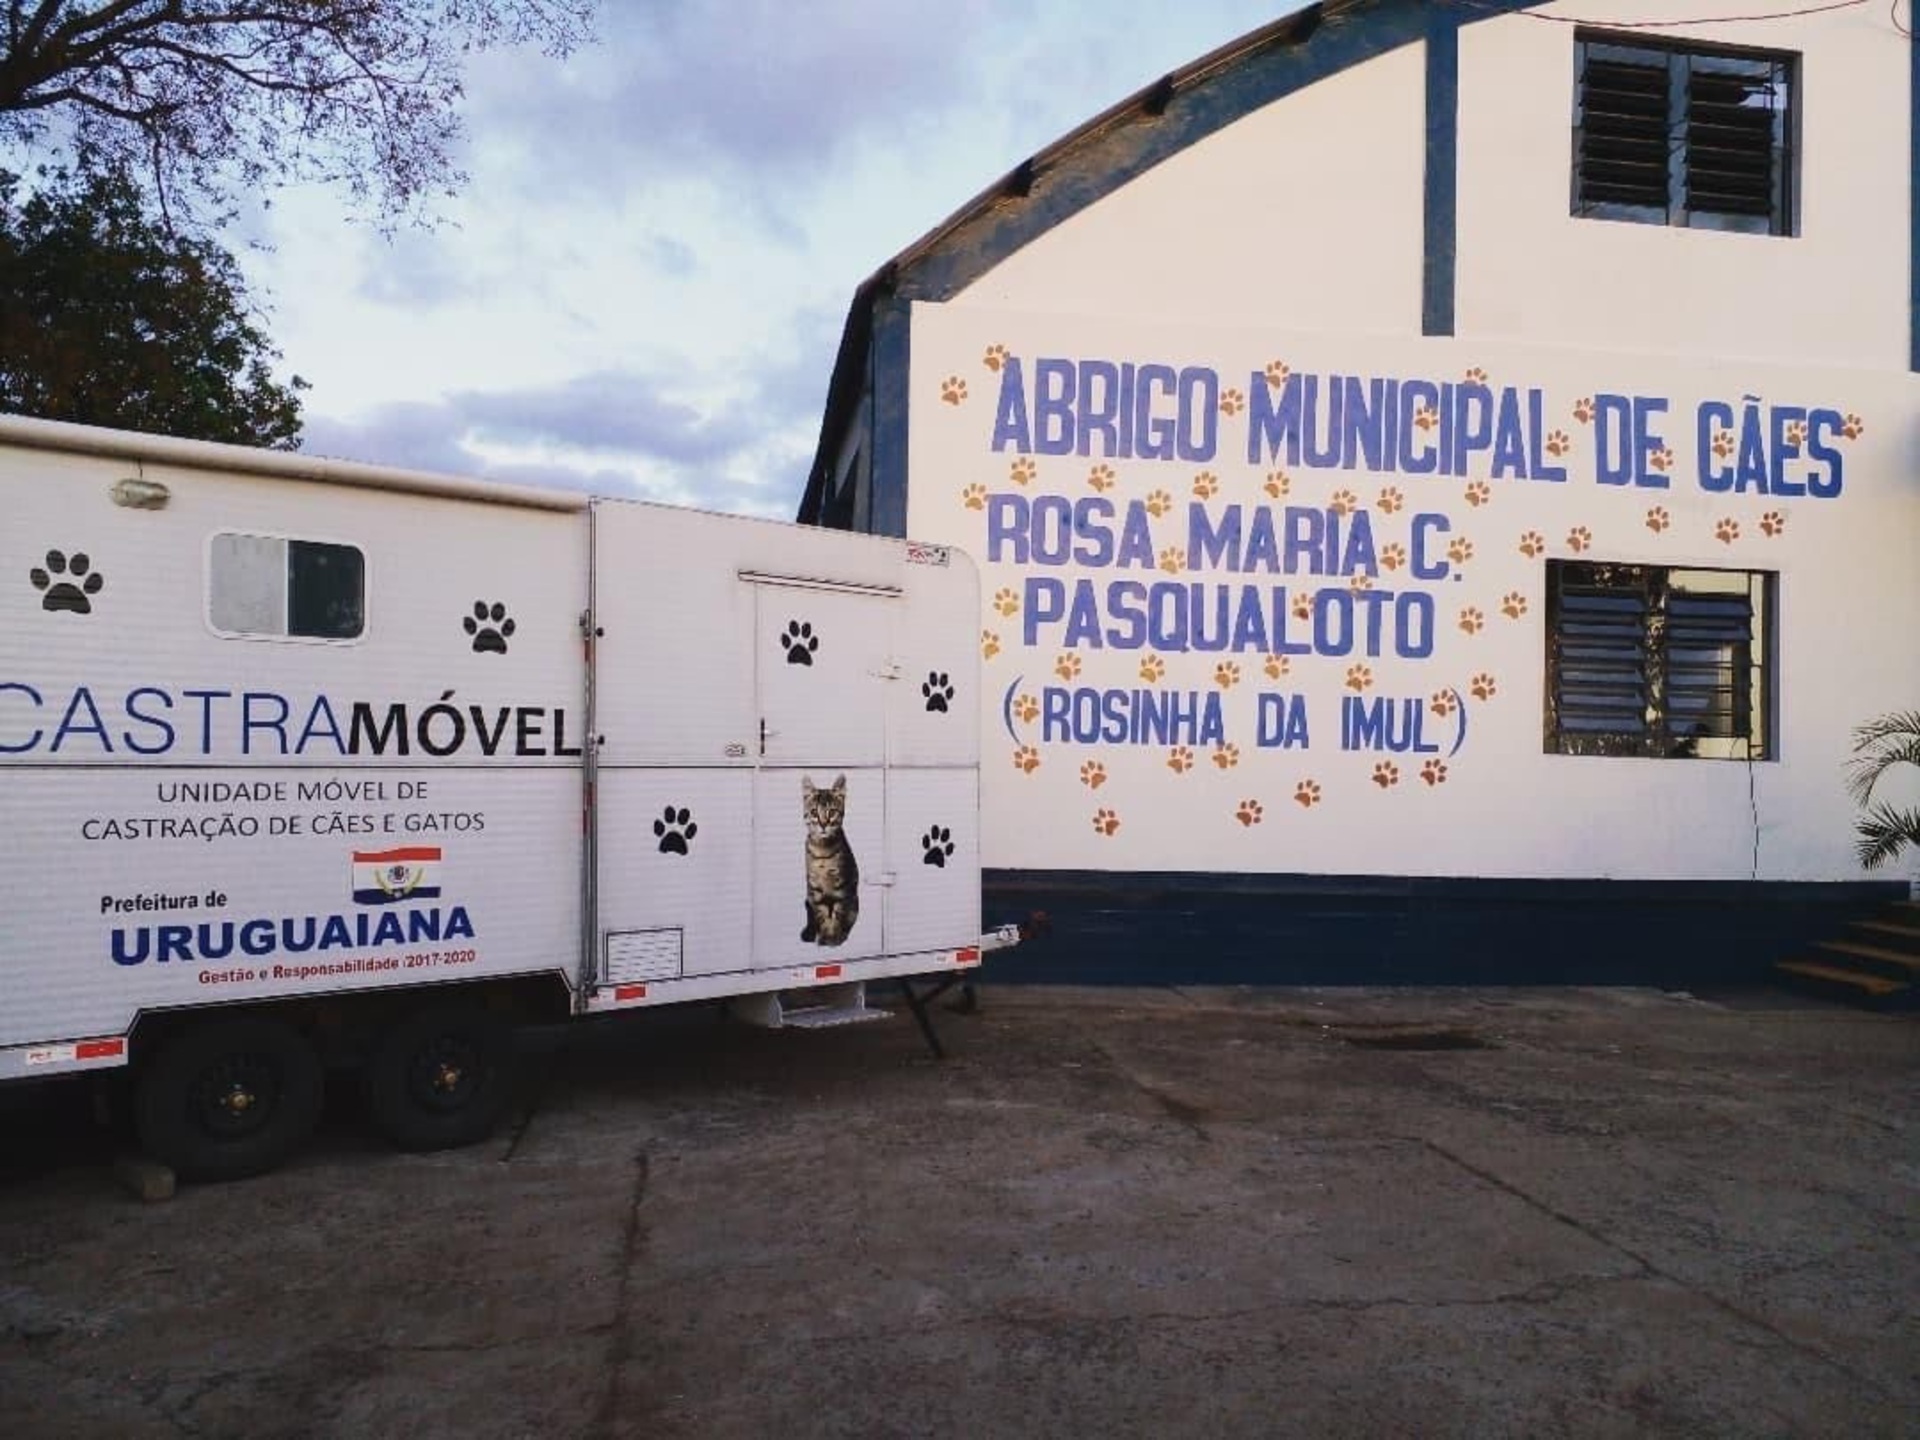 CASTRAMÓVEL
UNIDADE MÓVEL DE
CASTRAÇÃO DE CÃES E GATOS
Prefeitura de
URUGUAIANA
Gestão e Responsabilidade 2017-2020
ABRIGO MUNICIPAL DE CÃES
ROSA MARIA C.
PASQUALOTO
(ROSINHA DA IMUL)